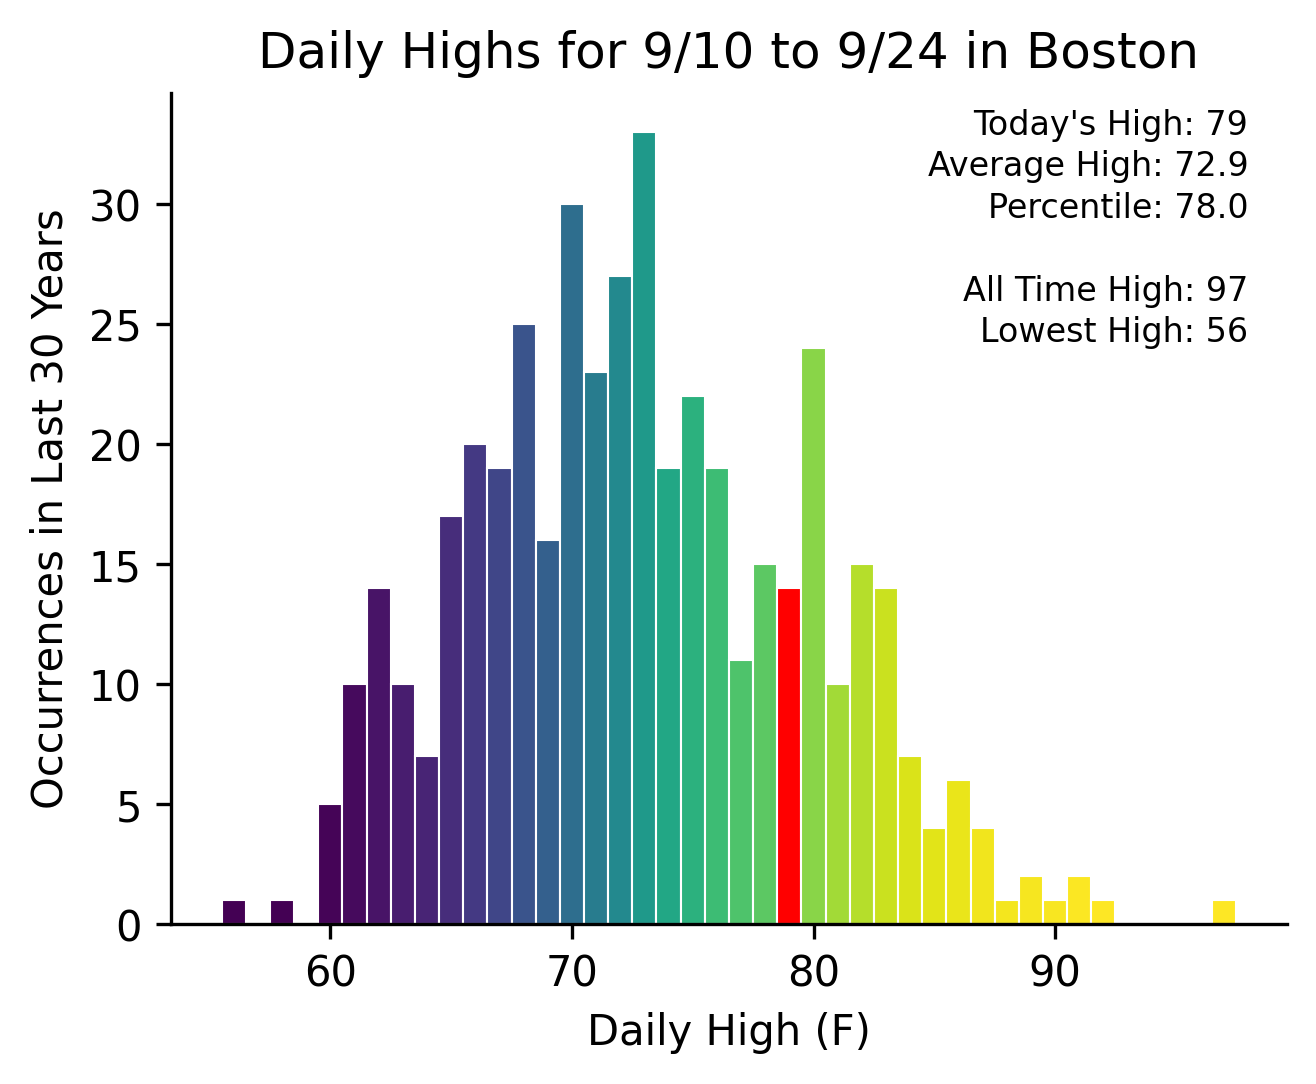 Daily Highs for 9/10 to 9/24 in Boston
Today's High: 79
Average High: 72.9
Percentile: 78.0
All Time High: 97
Lowest High: 56
Occurrences in Last 30 Years
30
25
20
15
10
5
0
60 70 80 90
Daily High (F)